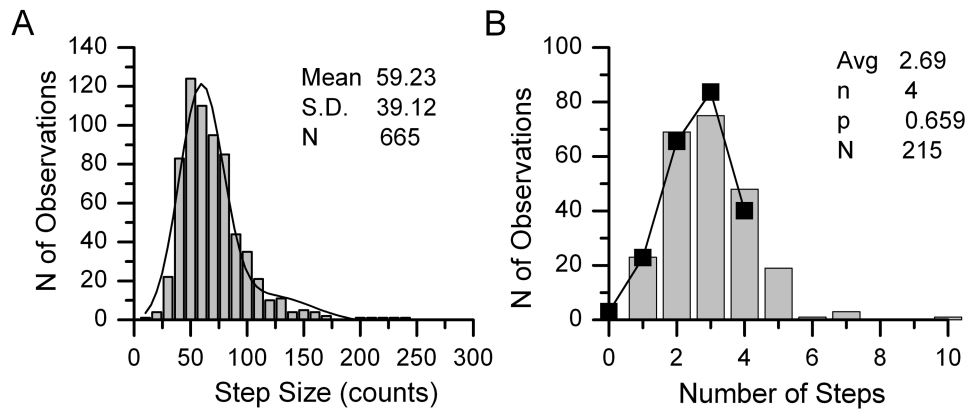 A
N of Observations
140
120
100
80
60
40
20
0
Mean 59.23
S.D. 39.12
N 665
0 50 100 150 200 250 300
Step Size (counts)
B
N of Observations
100
80
60
40
20
0
Avg 2.69
n 4
p 0.659
N 215
0 2 4 6 8 10
Number of Steps